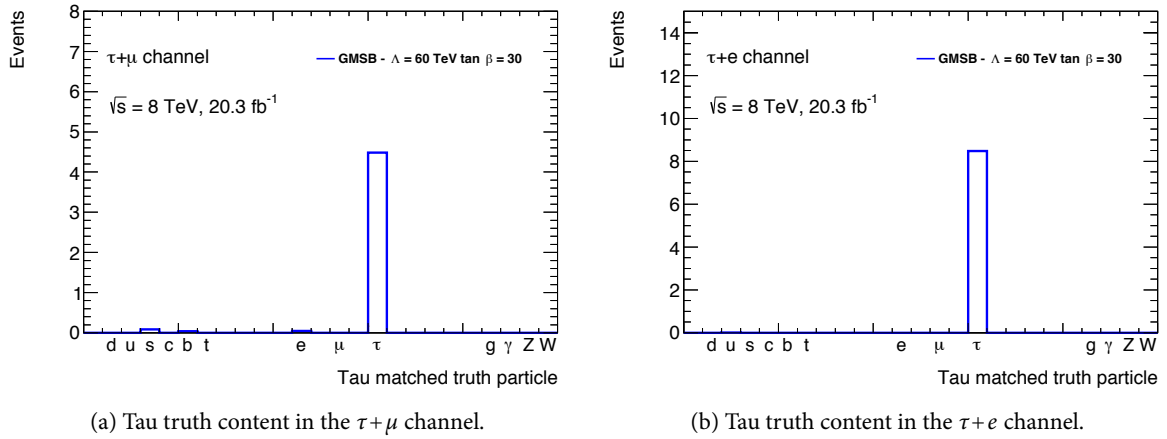 Events
8
7
6
5
4
3
2
1
0
τ+μ channel
GMSB - Λ = 60 TeV tan β = 30
√s = 8 TeV, 20.3 fb⁻¹
d u s c b t e μ τ g γ Z W
Tau matched truth particle
(a) Tau truth content in the τ+μ channel.
Events
14
12
10
8
6
4
2
0
τ+e channel
GMSB - Λ = 60 TeV tan β = 30
√s = 8 TeV, 20.3 fb⁻¹
d u s c b t e μ τ g γ Z W
Tau matched truth particle
(b) Tau truth content in the τ+e channel.